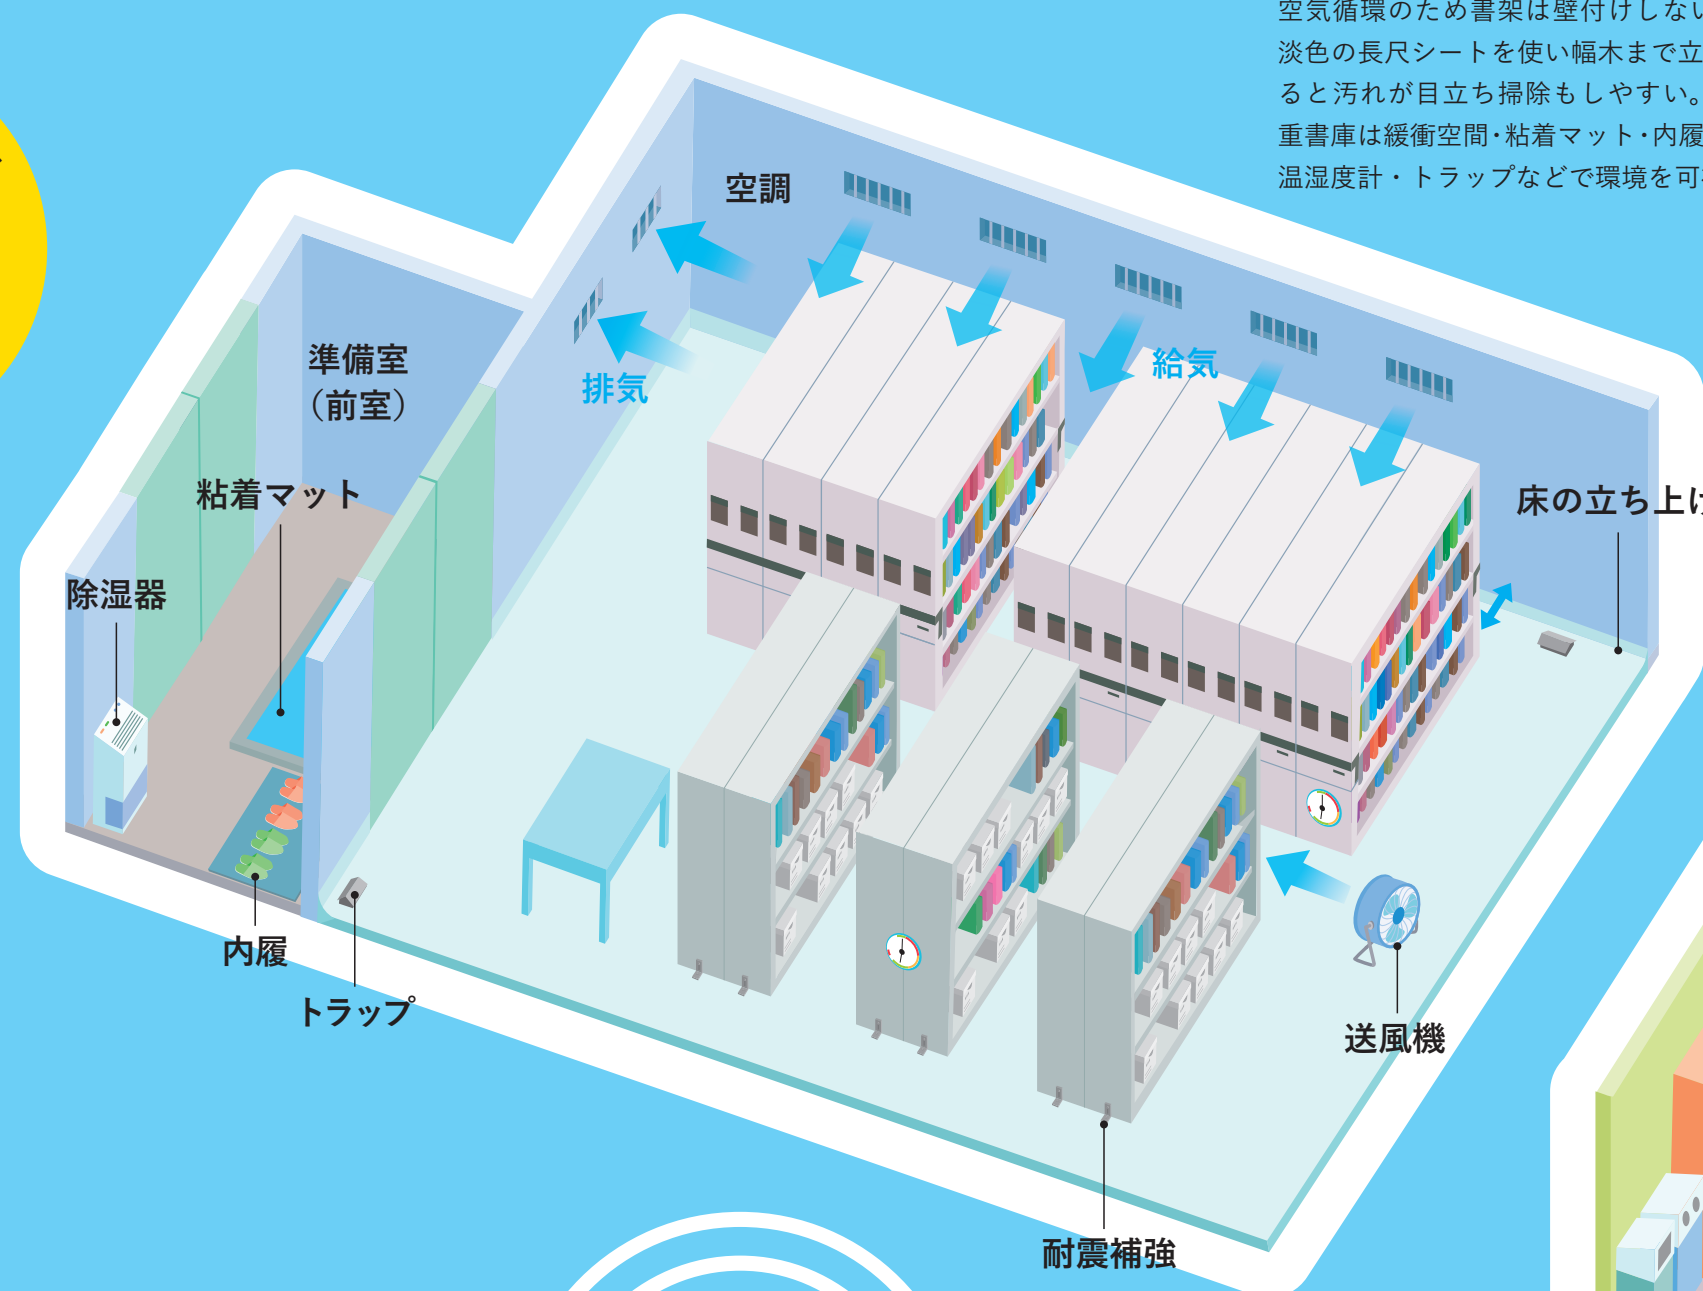 空気循環のため書架は壁付けしない
淡色の長尺シートを使い幅木まで立
ると汚れが目立ち掃除もしやすい。
重書庫は緩衝空間・粘着マット・内履
温湿度計・トラップなどで環境を可
空調
準備室
（前室）
排気
給気
粘着マット
床の立ち上げ
除湿器
内履
トラップ
送風機
耐震補強